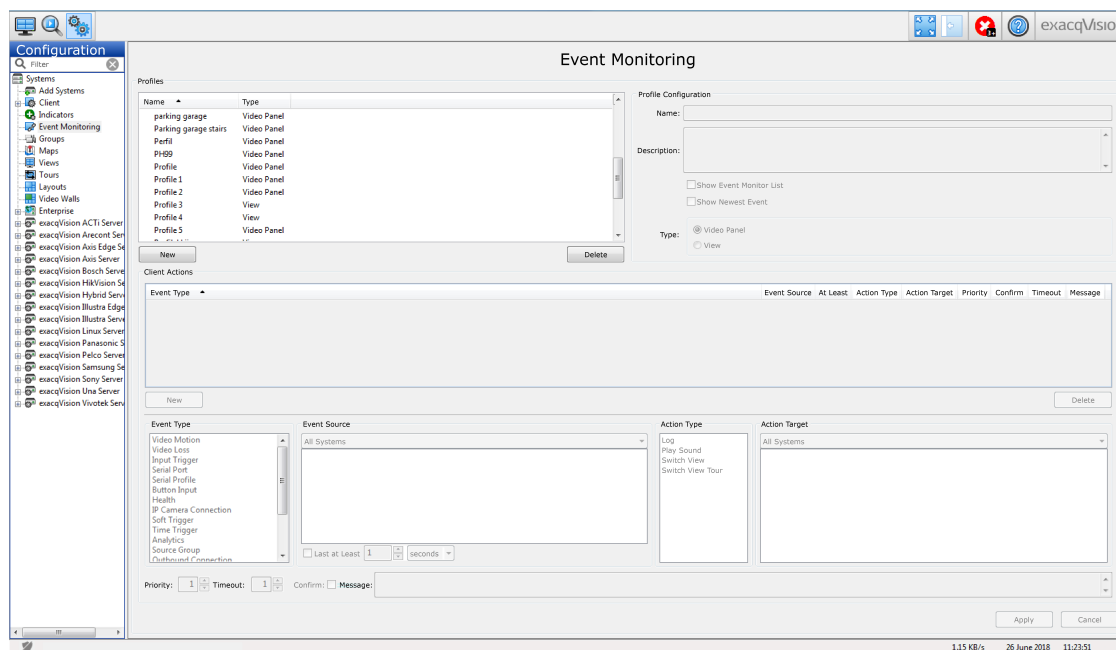 exacqVisio
Configuration
Event Monitoring
Filter
Systems
Add Systems
Client
Indicators
Event Monitoring
Groups
Maps
Views
Tours
Layouts
Video Walls
Enterprise
exacqVision ACTi Server
exacqVision Arecont Ser
exacqVision Axis Edge Se
exacqVision Axis Server
exacqVision Bosch Serve
exacqVision HikVision Se
exacqVision Hybrid Serve
exacqVision Illustra Edge
exacqVision Illustra Serve
exacqVision Linux Server
exacqVision Panasonic S
exacqVision Pelco Server
exacqVision Samsung Se
exacqVision Sony Server
exacqVision Una Server
exacqVision Vivotek Serv
Profiles
Name Type
parking garage Video Panel
Parking garage stairs Video Panel
Perfil Video Panel
PH99 Video Panel
Profile Video Panel
Profile 1 Video Panel
Profile 2 Video Panel
Profile 3 View
Profile 4 View
Profile 5 Video Panel
New Delete
Profile Configuration
Name:
Description:
Show Event Monitor List
Show Newest Event
Type: Video Panel
View
Client Actions
Event Type Event Source At Least Action Type Action Target Priority Confirm Timeout Message
New Delete
Event Type
Video Motion
Video Loss
Input Trigger
Serial Port
Serial Profile
Button Input
Health
IP Camera Connection
Soft Trigger
Time Trigger
Analytics
Source Group
Outbound Connection
Event Source
All Systems
Last at Least 1 seconds
Action Type
Log
Play Sound
Switch View
Switch View Tour
Action Target
All Systems
Priority: 1 Timeout: 1 Confirm: Message:
Apply Cancel
1.15 KB/s 26 June 2018 11:23:51